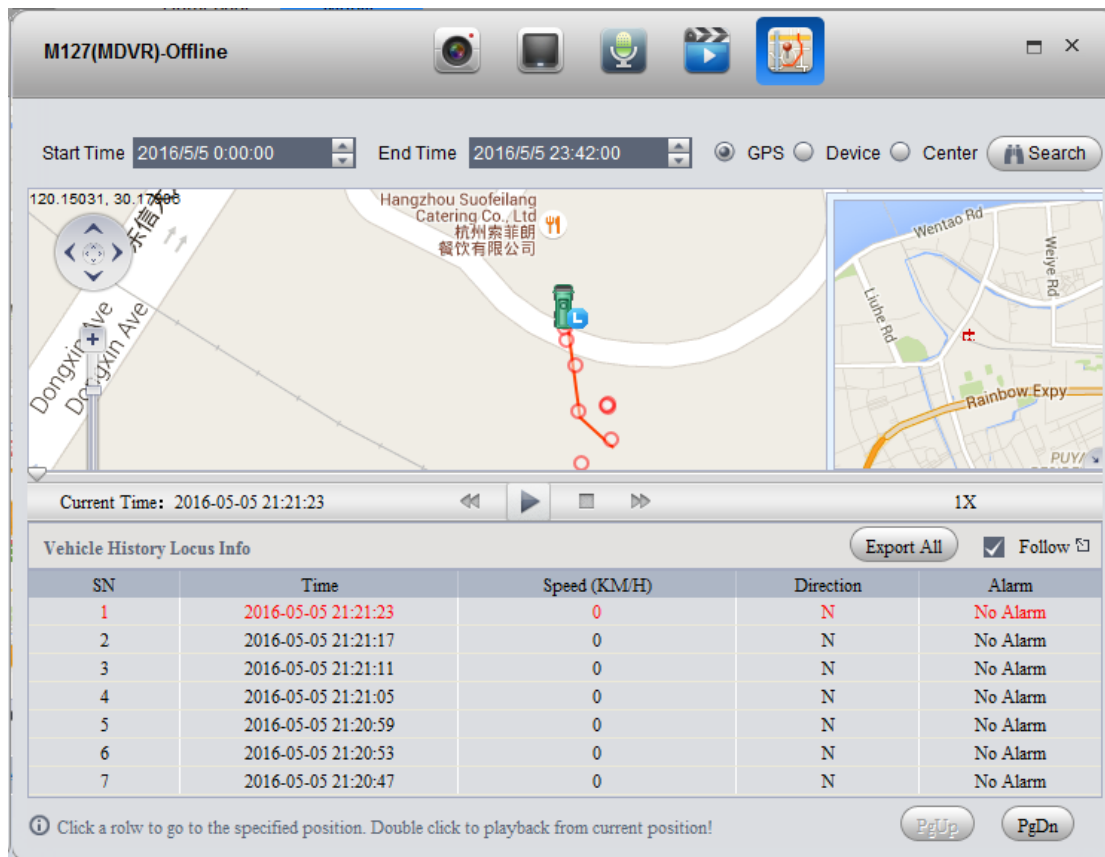 M127(MDVR)-Offline
Start Time 2016/5/5 0:00:00 End Time 2016/5/5 23:42:00 GPS Device Center Search
120.15031, 30.17906
东信大
Hangzhou Suofeilang
Catering Co., Ltd
杭州索菲朗
餐饮有限公司
Dongxin Ave
Dongxin Ave
Wentao Rd
Weiye Rd
Liuhe Rd
Rainbow Expy
Current Time: 2016-05-05 21:21:23 1X
Vehicle History Locus Info Export All Follow
SN Time Speed (KM/H) Direction Alarm
1 2016-05-05 21:21:23 0 N No Alarm
2 2016-05-05 21:21:17 0 N No Alarm
3 2016-05-05 21:21:11 0 N No Alarm
4 2016-05-05 21:21:05 0 N No Alarm
5 2016-05-05 21:20:59 0 N No Alarm
6 2016-05-05 21:20:53 0 N No Alarm
7 2016-05-05 21:20:47 0 N No Alarm
Click a rolw to go to the specified position. Double click to playback from current position! PgUp PgDn